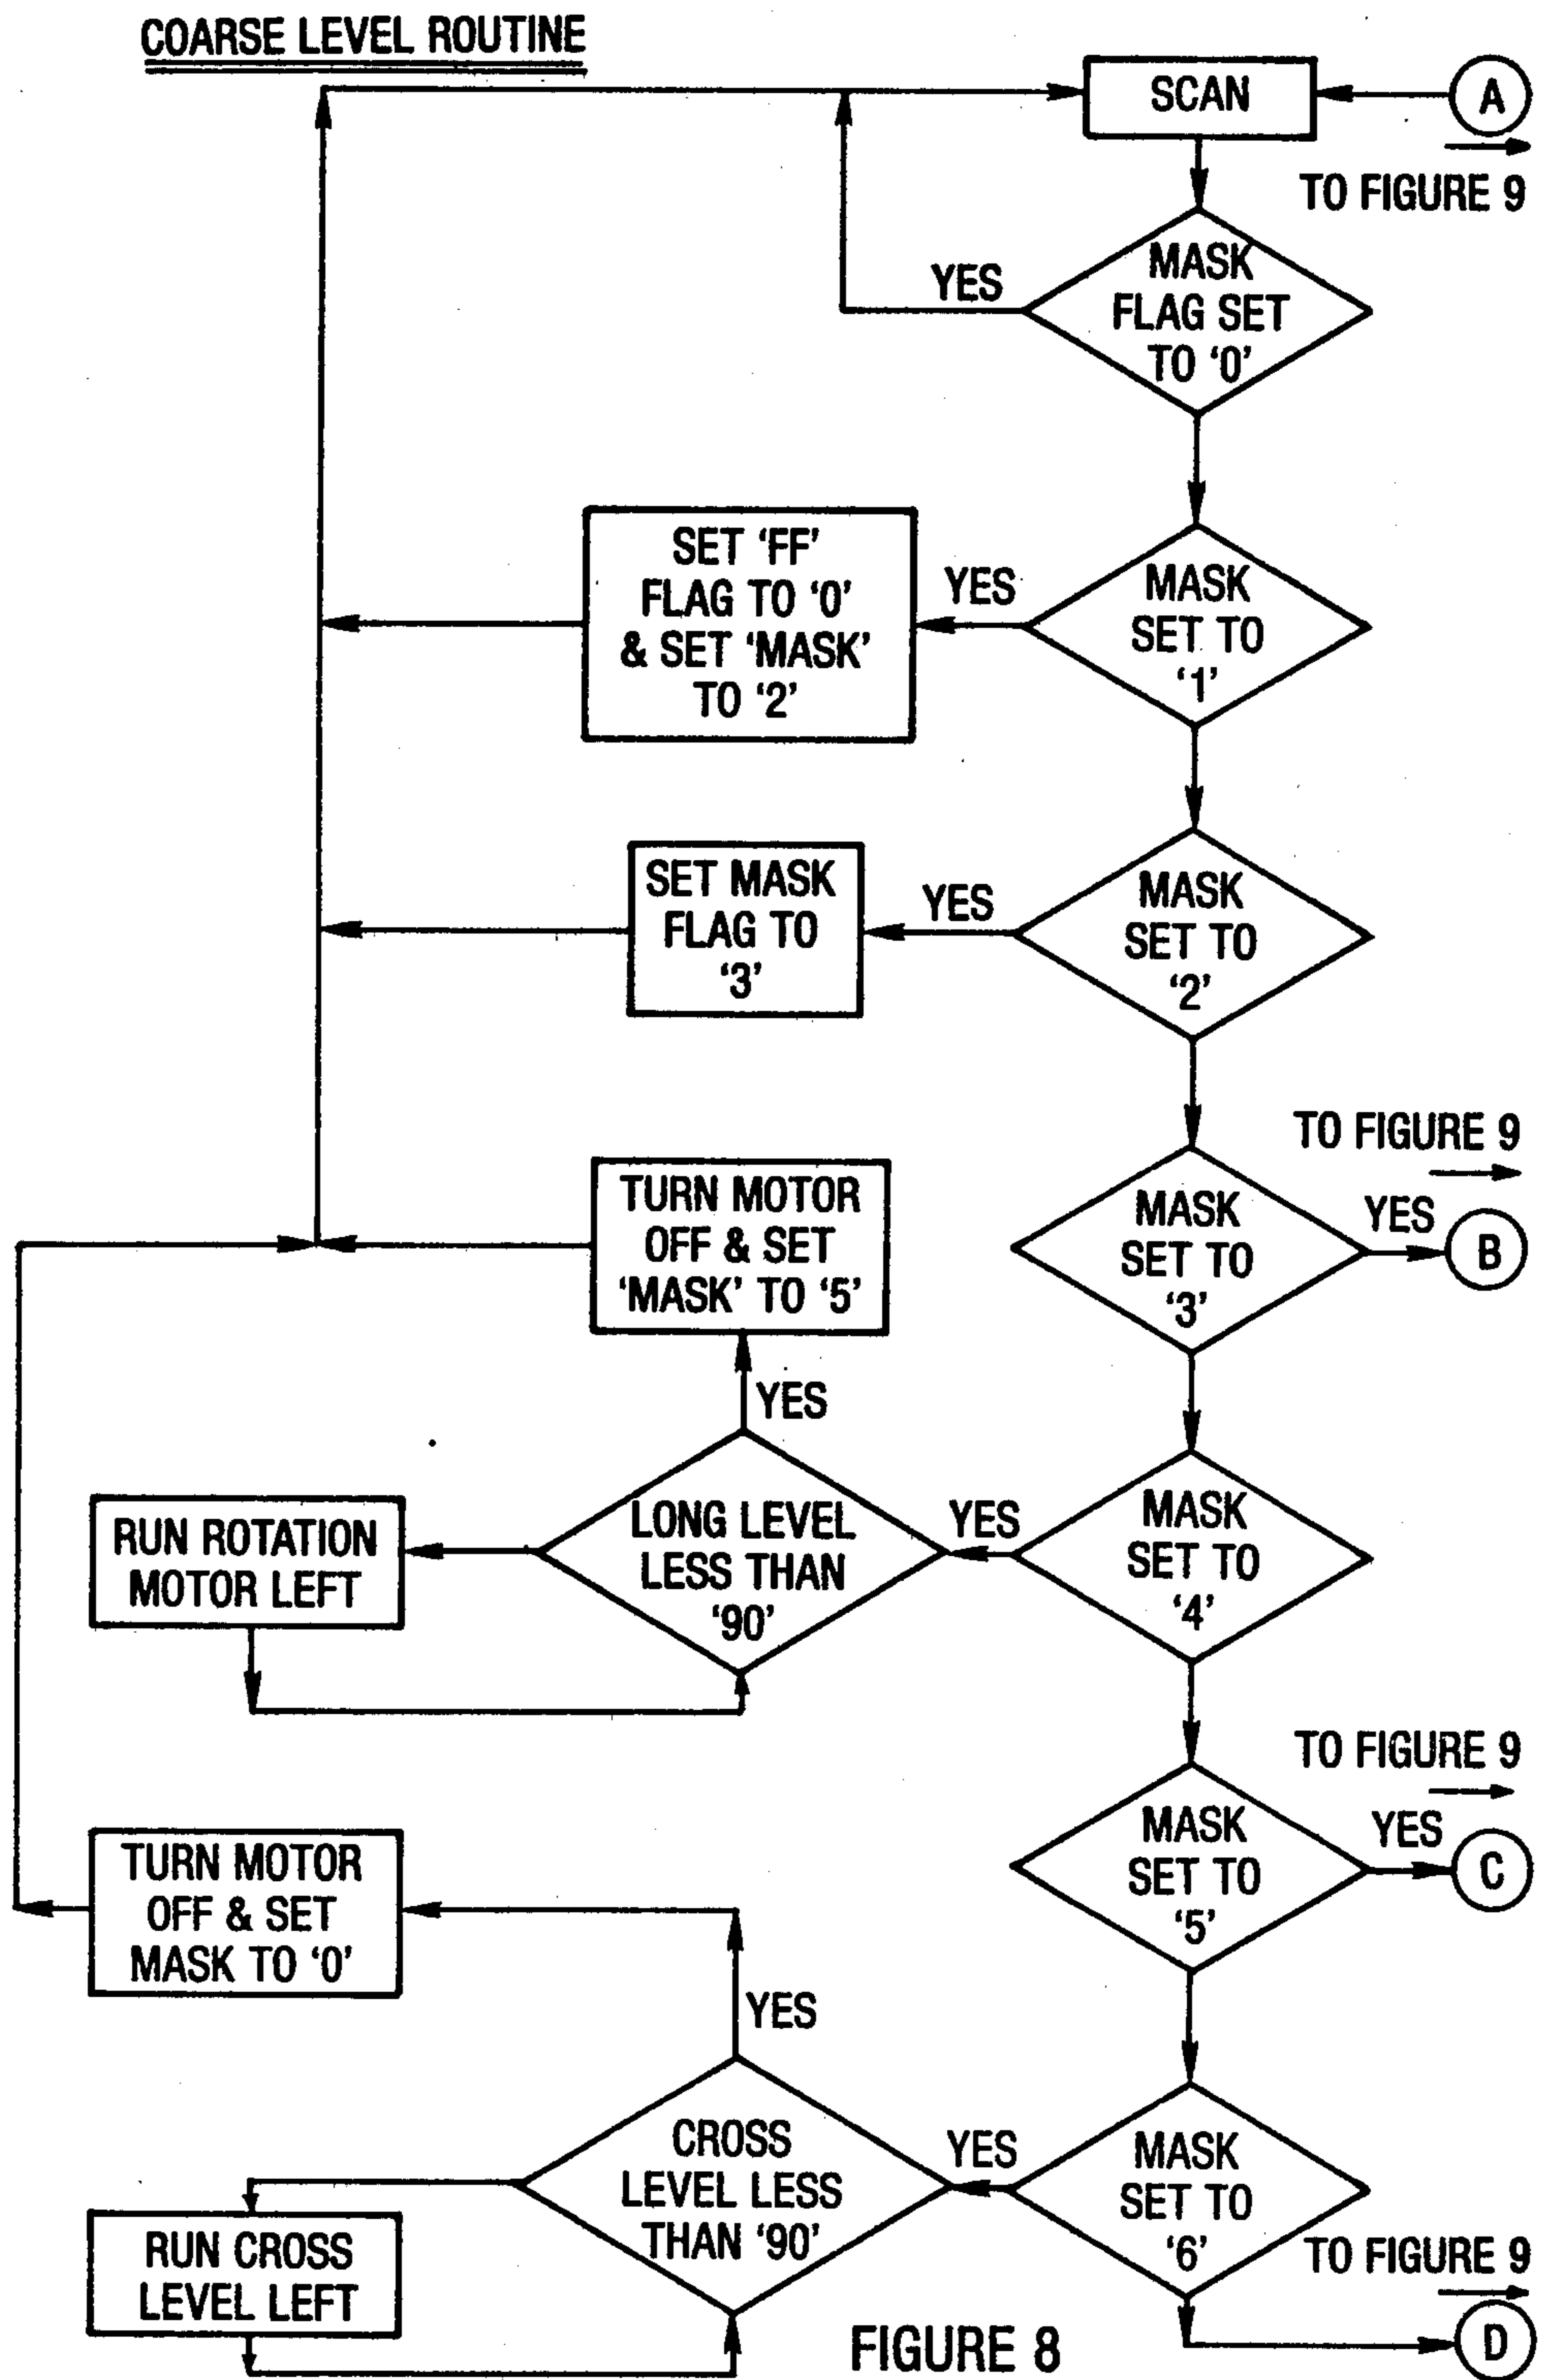 COARSE LEVEL ROUTINE
SCAN
A
TO FIGURE 9
MASK
FLAG SET
TO ‘0’
YES
MASK
SET TO
‘1’
YES
SET ‘FF’
FLAG TO ‘0’
& SET ‘MASK’
TO ‘2’
MASK
SET TO
‘2’
YES
SET MASK
FLAG TO
‘3’
TO FIGURE 9
MASK
SET TO
‘3’
YES
B
TURN MOTOR
OFF & SET
‘MASK’ TO ‘5’
YES
MASK
SET TO
‘4’
YES
LONG LEVEL
LESS THAN
‘90’
RUN ROTATION
MOTOR LEFT
TO FIGURE 9
MASK
SET TO
‘5’
YES
C
TURN MOTOR
OFF & SET
MASK TO ‘0’
YES
MASK
SET TO
‘6’
YES
CROSS
LEVEL LESS
THAN ‘90’
RUN CROSS
LEVEL LEFT
TO FIGURE 9
D
FIGURE 8